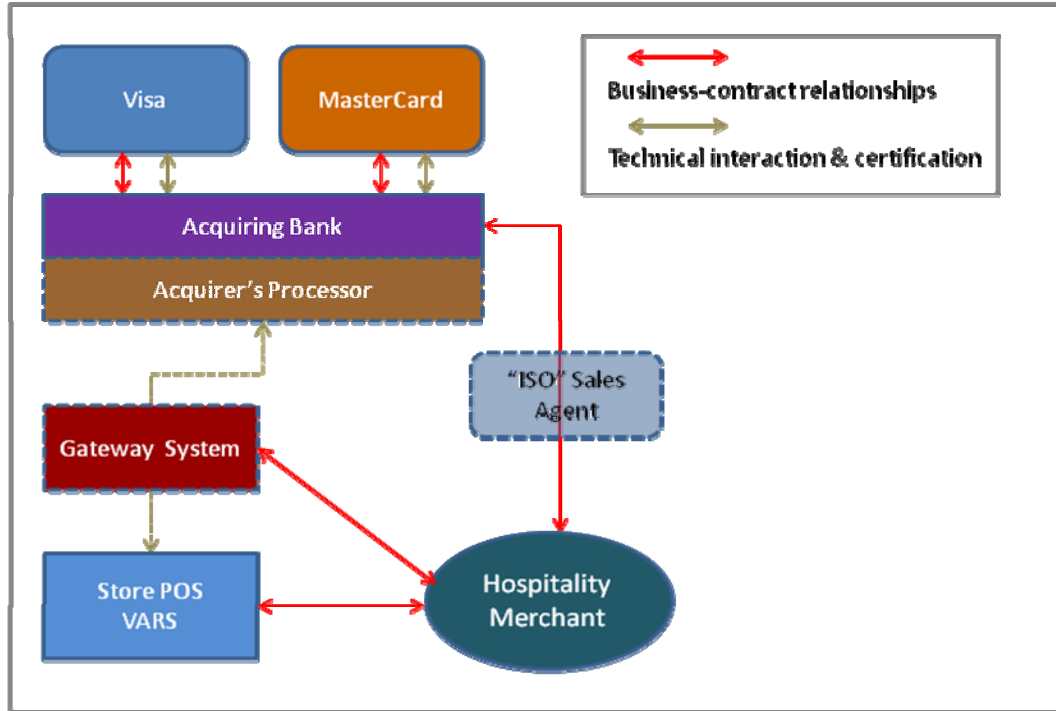 Visa
MasterCard
Business-contract relationships
Technical interaction & certification
Acquiring Bank
Acquirer's Processor
"ISO" Sales
Agent
Gateway System
Store POS
VARS
Hospitality
Merchant